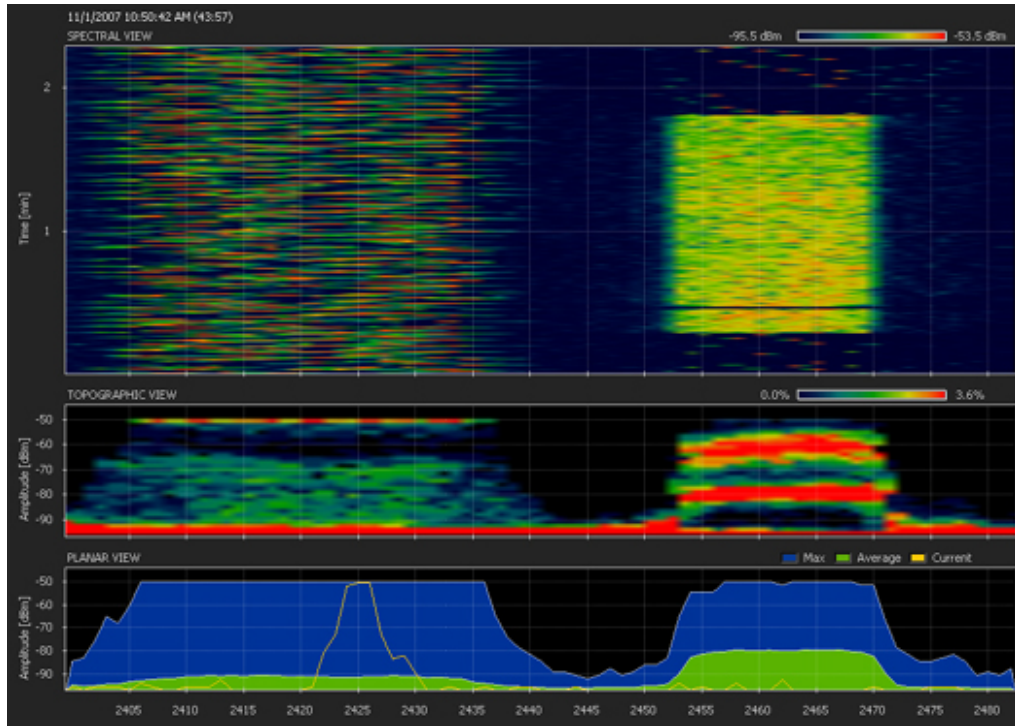 11/1/2007 10:50:42 AM (43:57)
SPECTRAL VIEW
-95.5 dBm -53.5 dBm
2
1
Time [min]
TOPOGRAPHIC VIEW
0.0% 3.6%
-50
-60
-70
-80
-90
Amplitude [dBm]
PLANAR VIEW
Max Average Current
-50
-60
-70
-80
-90
Amplitude [dBm]
2405 2410 2415 2420 2425 2430 2435 2440 2445 2450 2455 2460 2465 2470 2475 2480